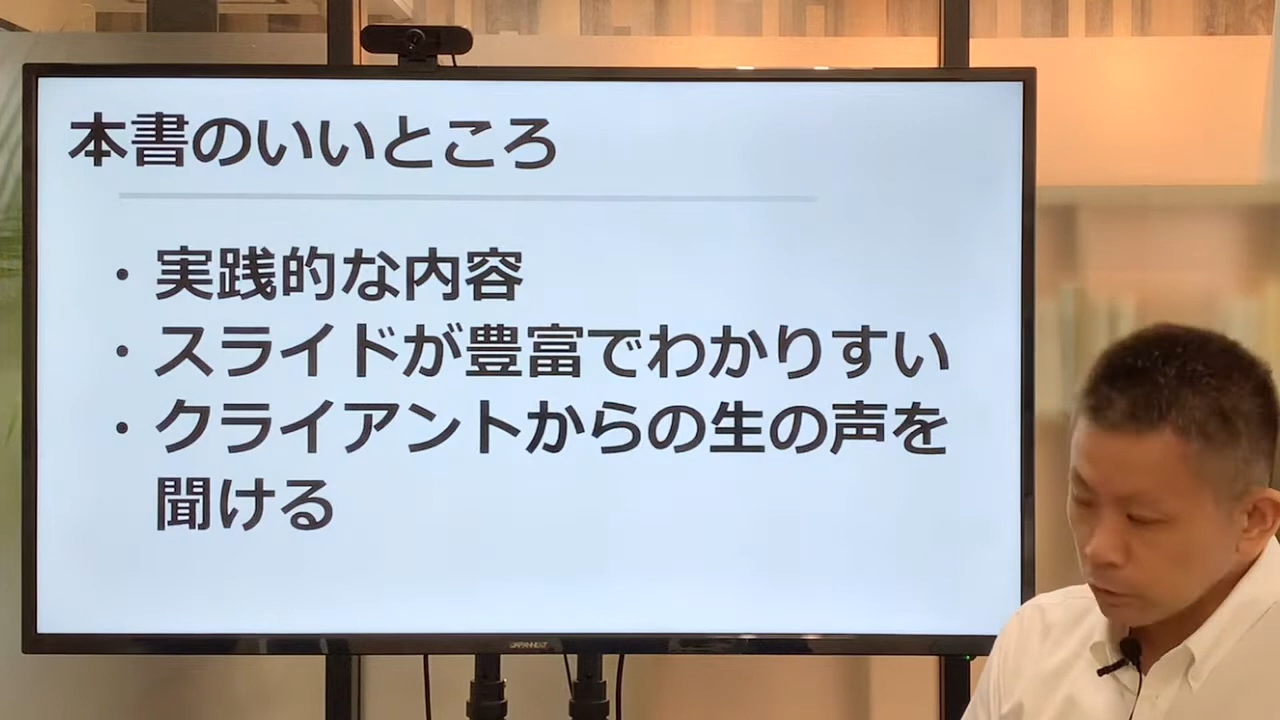 本書のいいところ
・実践的な内容
・スライドが豊富でわかりすい
・クライアントからの生の声を
聞ける
JAPANNEXT